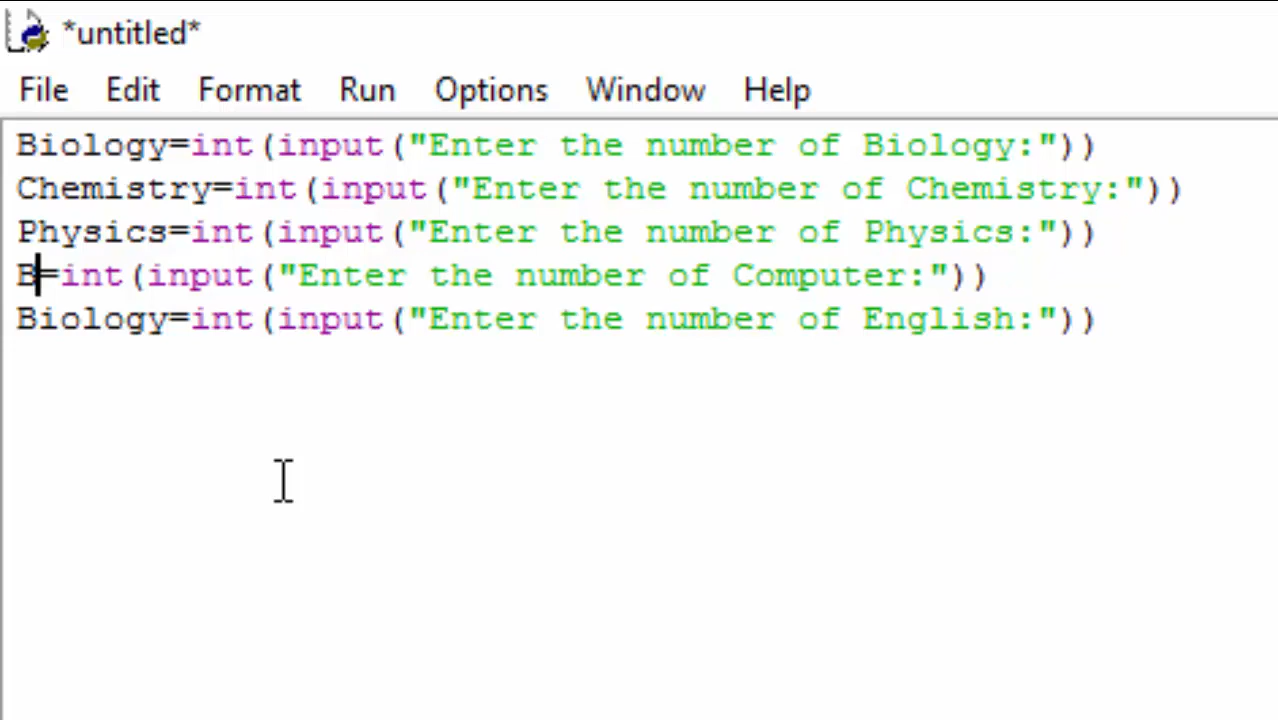 *untitled*
File Edit Format Run Options Window Help
Biology=int(input("Enter the number of Biology:"))
Chemistry=int(input("Enter the number of Chemistry:"))
Physics=int(input("Enter the number of Physics:"))
B=int(input("Enter the number of Computer:"))
Biology=int(input("Enter the number of English:"))